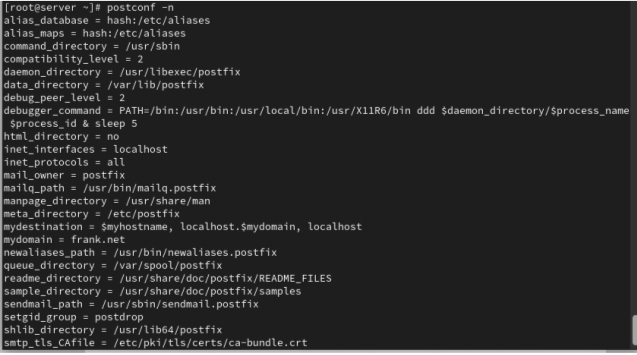 [root@server ~]# postconf -n
alias_database = hash:/etc/aliases
alias_maps = hash:/etc/aliases
command_directory = /usr/sbin
compatibility_level = 2
daemon_directory = /usr/libexec/postfix
data_directory = /var/lib/postfix
debug_peer_level = 2
debugger_command = PATH=/bin:/usr/bin:/usr/local/bin:/usr/X11R6/bin ddd $daemon_directory/$process_name
$process_id & sleep 5
html_directory = no
inet_interfaces = localhost
inet_protocols = all
mail_owner = postfix
mailq_path = /usr/bin/mailq.postfix
manpage_directory = /usr/share/man
meta_directory = /etc/postfix
mydestination = $myhostname, localhost.$mydomain, localhost
mydomain = frank.net
newaliases_path = /usr/bin/newaliases.postfix
queue_directory = /var/spool/postfix
readme_directory = /usr/share/doc/postfix/README_FILES
sample_directory = /usr/share/doc/postfix/samples
sendmail_path = /usr/sbin/sendmail.postfix
setgid_group = postdrop
shlib_directory = /usr/lib64/postfix
smtp_tls_CAfile = /etc/pki/tls/certs/ca-bundle.crt